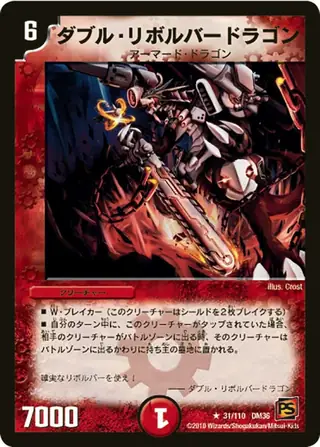 6
ダブル・リボルバードラゴン
アーマード・ドラゴン
illus. Crost
クリーチャー
■ W・ブレイカー（このクリーチャーはシールドを2枚ブレイクする）
■ 自分のターン中に、このクリーチャーがタップされていた場合、
相手のクリーチャーがバトルゾーンに出る時、そのクリーチャーは
バトルゾーンに出るかわりに持ち主の墓地に置かれる。
確実なリボルバーを使え！
── ダブル・リボルバードラゴン
7000
1
★ 31/110 DM36
PS
©2010 Wizards/Shogakukan/Mitsui-Kids